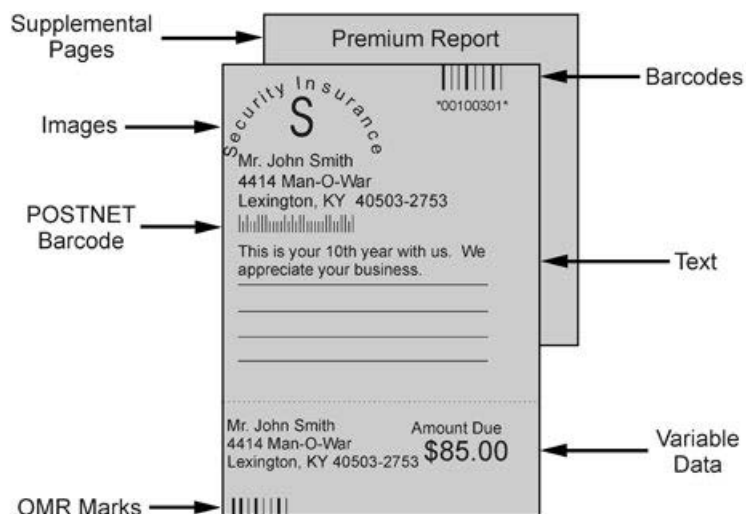 Supplemental
Pages
Premium Report
Barcodes
*00100301*
Images
Security Insurance
S
Mr. John Smith
4414 Man-O-War
Lexington, KY 40503-2753
POSTNET
Barcode
This is your 10th year with us. We
appreciate your business.
Text
Mr. John Smith
4414 Man-O-War
Lexington, KY 40503-2753
Amount Due
$85.00
Variable
Data
OMR Marks